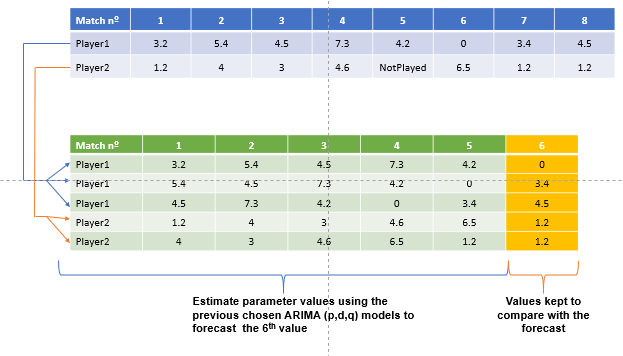 Match nº 1 2 3 4 5 6 7 8
Player1 3.2 5.4 4.5 7.3 4.2 0 3.4 4.5
Player2 1.2 4 3 4.6 NotPlayed 6.5 1.2 1.2
Match nº 1 2 3 4 5 6
Player1 3.2 5.4 4.5 7.3 4.2 0
Player1 5.4 4.5 7.3 4.2 0 3.4
Player1 4.5 7.3 4.2 0 3.4 4.5
Player2 1.2 4 3 4.6 6.5 1.2
Player2 4 3 4.6 6.5 1.2 1.2
Estimate parameter values using the
previous chosen ARIMA (p,d,q) models to
forecast the 6th value
Values kept to
compare with the
forecast